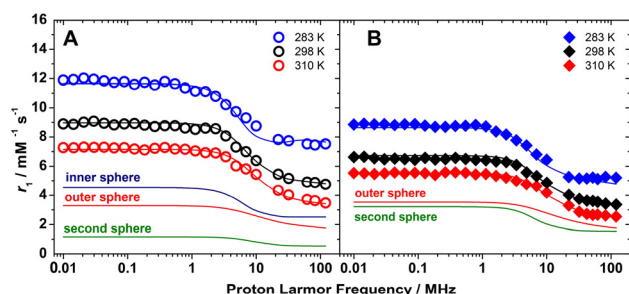 A
283 K
298 K
310 K
B
283 K
298 K
310 K
r₁ / mM⁻¹ s⁻¹
16
14
12
10
8
6
4
2
0
inner sphere
outer sphere
second sphere
outer sphere
second sphere
0.01 0.1 1 10 100
0.01 0.1 1 10 100
Proton Larmor Frequency / MHz